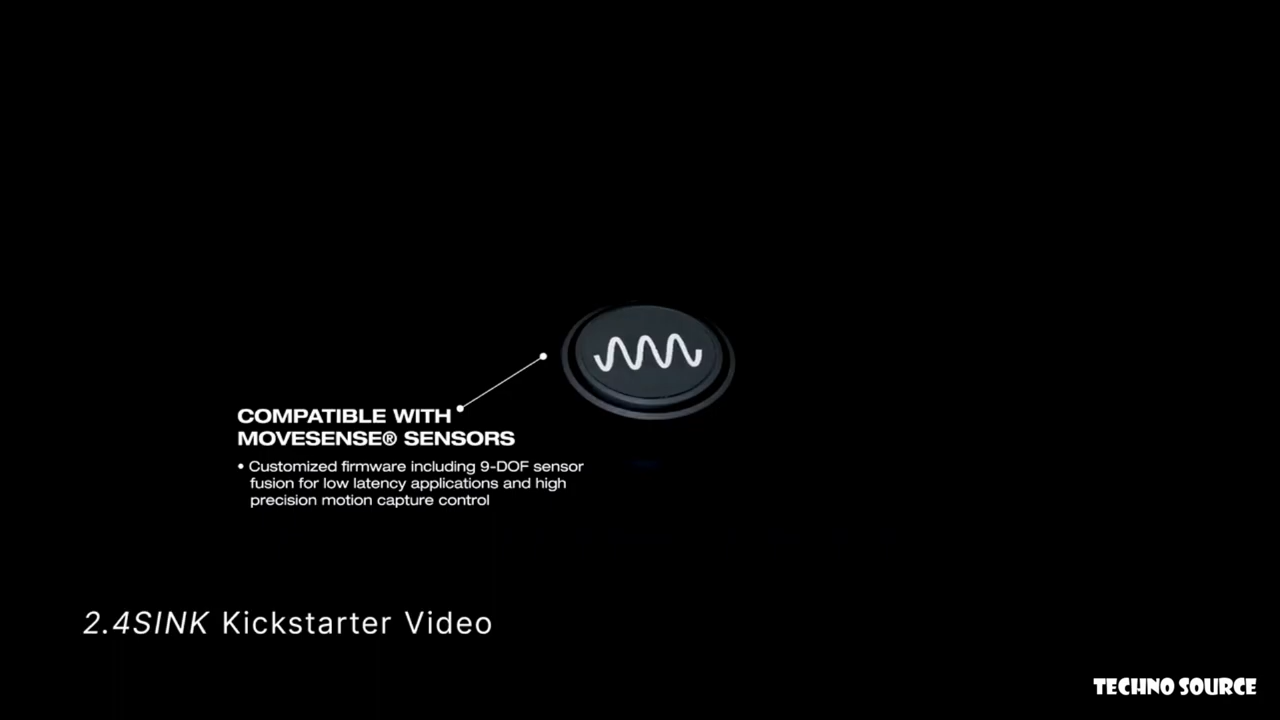 COMPATIBLE WITH
MOVESENSE® SENSORS
• Customized firmware including 9-DOF sensor
fusion for low latency applications and high
precision motion capture control
2.4SINK Kickstarter Video
TECHNO SOURCE